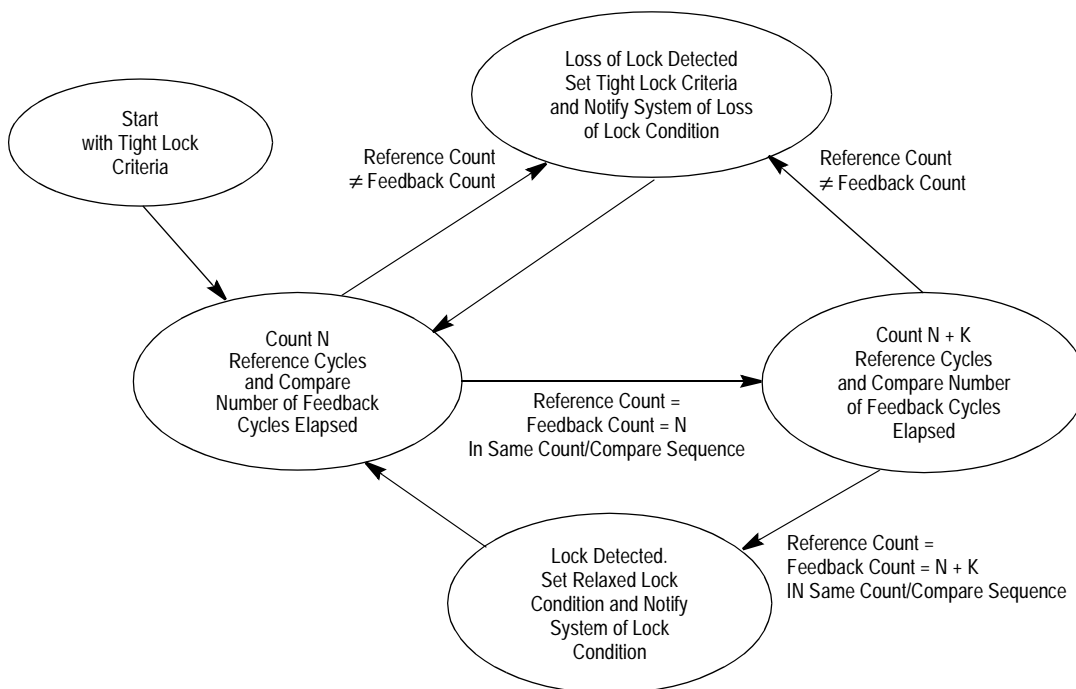 Start
with Tight Lock
Criteria
Loss of Lock Detected
Set Tight Lock Criteria
and Notify System of Loss
of Lock Condition
Reference Count
≠ Feedback Count
Reference Count
≠ Feedback Count
Count N
Reference Cycles
and Compare
Number of Feedback
Cycles Elapsed
Reference Count =
Feedback Count = N
In Same Count/Compare Sequence
Count N + K
Reference Cycles
and Compare Number
of Feedback Cycles
Elapsed
Lock Detected.
Set Relaxed Lock
Condition and Notify
System of Lock
Condition
Reference Count =
Feedback Count = N + K
IN Same Count/Compare Sequence